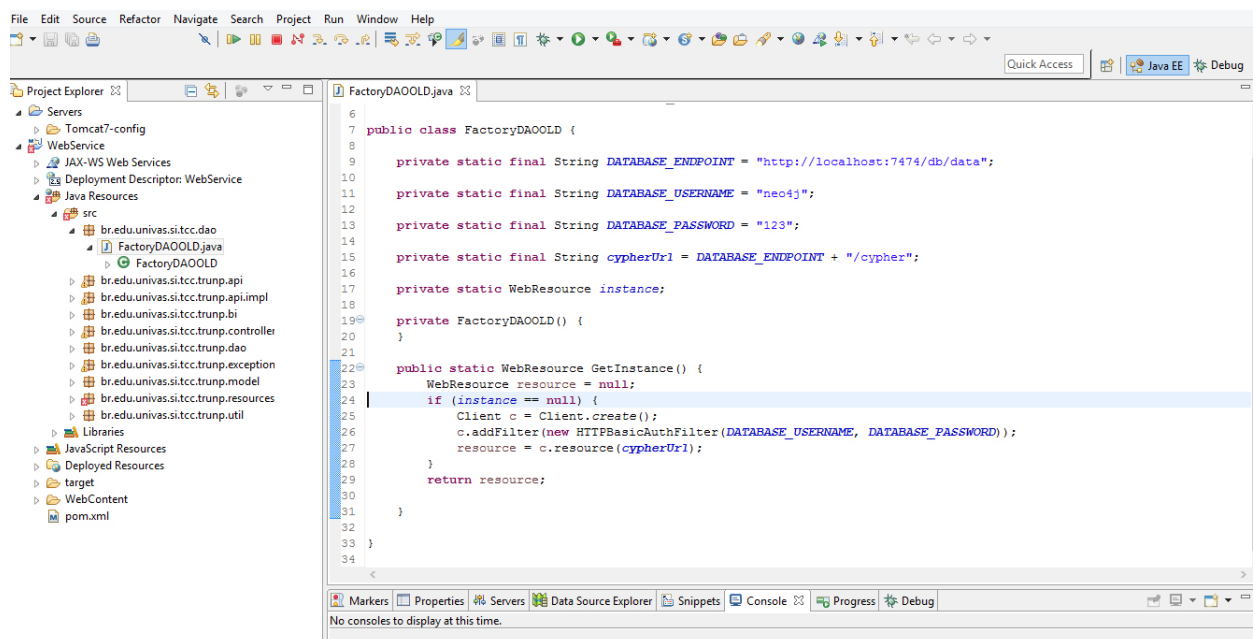 File Edit Source Refactor Navigate Search Project Run Window Help
Quick Access Java EE Debug
Project Explorer
Servers
Tomcat7-config
WebService
JAX-WS Web Services
Deployment Descriptor: WebService
Java Resources
src
br.edu.univas.si.tcc.dao
FactoryDAOOLD.java
FactoryDAOOLD
br.edu.univas.si.tcc.trunp.api
br.edu.univas.si.tcc.trunp.api.impl
br.edu.univas.si.tcc.trunp.bi
br.edu.univas.si.tcc.trunp.controller
br.edu.univas.si.tcc.trunp.dao
br.edu.univas.si.tcc.trunp.exception
br.edu.univas.si.tcc.trunp.model
br.edu.univas.si.tcc.trunp.resources
br.edu.univas.si.tcc.trunp.util
Libraries
JavaScript Resources
Deployed Resources
target
WebContent
pom.xml
FactoryDAOOLD.java
6
7 public class FactoryDAOOLD {
8
9 private static final String DATABASE_ENDPOINT = "http://localhost:7474/db/data";
10
11 private static final String DATABASE_USERNAME = "neo4j";
12
13 private static final String DATABASE_PASSWORD = "123";
14
15 private static final String cypherUrl = DATABASE_ENDPOINT + "/cypher";
16
17 private static WebResource instance;
18
19 private FactoryDAOOLD() {
20 }
21
22 public static WebResource GetInstance() {
23 WebResource resource = null;
24 if (instance == null) {
25 Client c = Client.create();
26 c.addFilter(new HTTPBasicAuthFilter(DATABASE_USERNAME, DATABASE_PASSWORD));
27 resource = c.resource(cypherUrl);
28 }
29 return resource;
30
31 }
32
33 }
34
Markers Properties Servers Data Source Explorer Snippets Console Progress Debug
No consoles to display at this time.